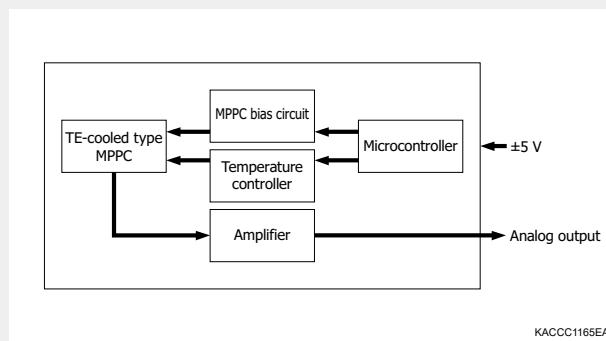 MPPC bias circuit
TE-cooled type
MPPC
Microcontroller
±5 V
Temperature
controller
Amplifier
Analog output
KACCC1165EA